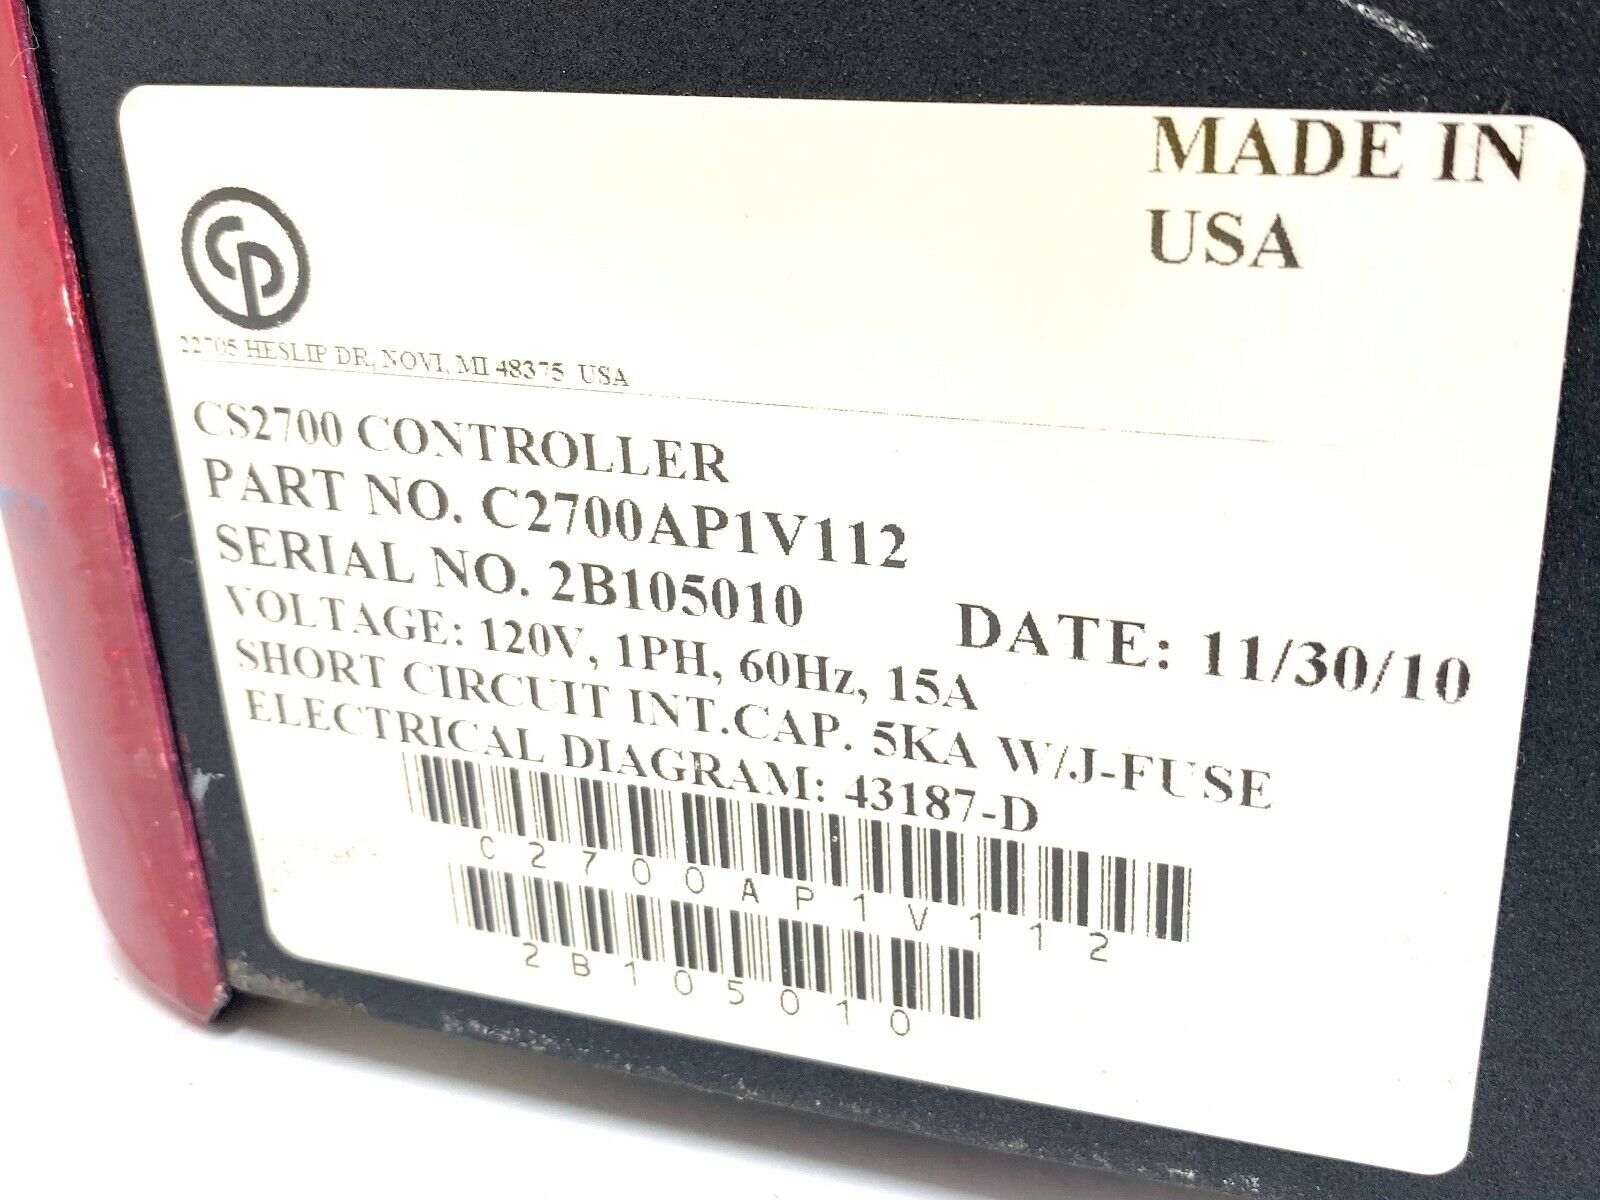 MADE IN
USA
CP
22705 HESLIP DR, NOVI, MI 48375 USA
CS2700 CONTROLLER
PART NO. C2700AP1V112
SERIAL NO. 2B105010
DATE: 11/30/10
VOLTAGE: 120V, 1PH, 60Hz, 15A
SHORT CIRCUIT INT.CAP. 5KA W/J-FUSE
ELECTRICAL DIAGRAM: 43187-D
C2700AP1V112
2B105010